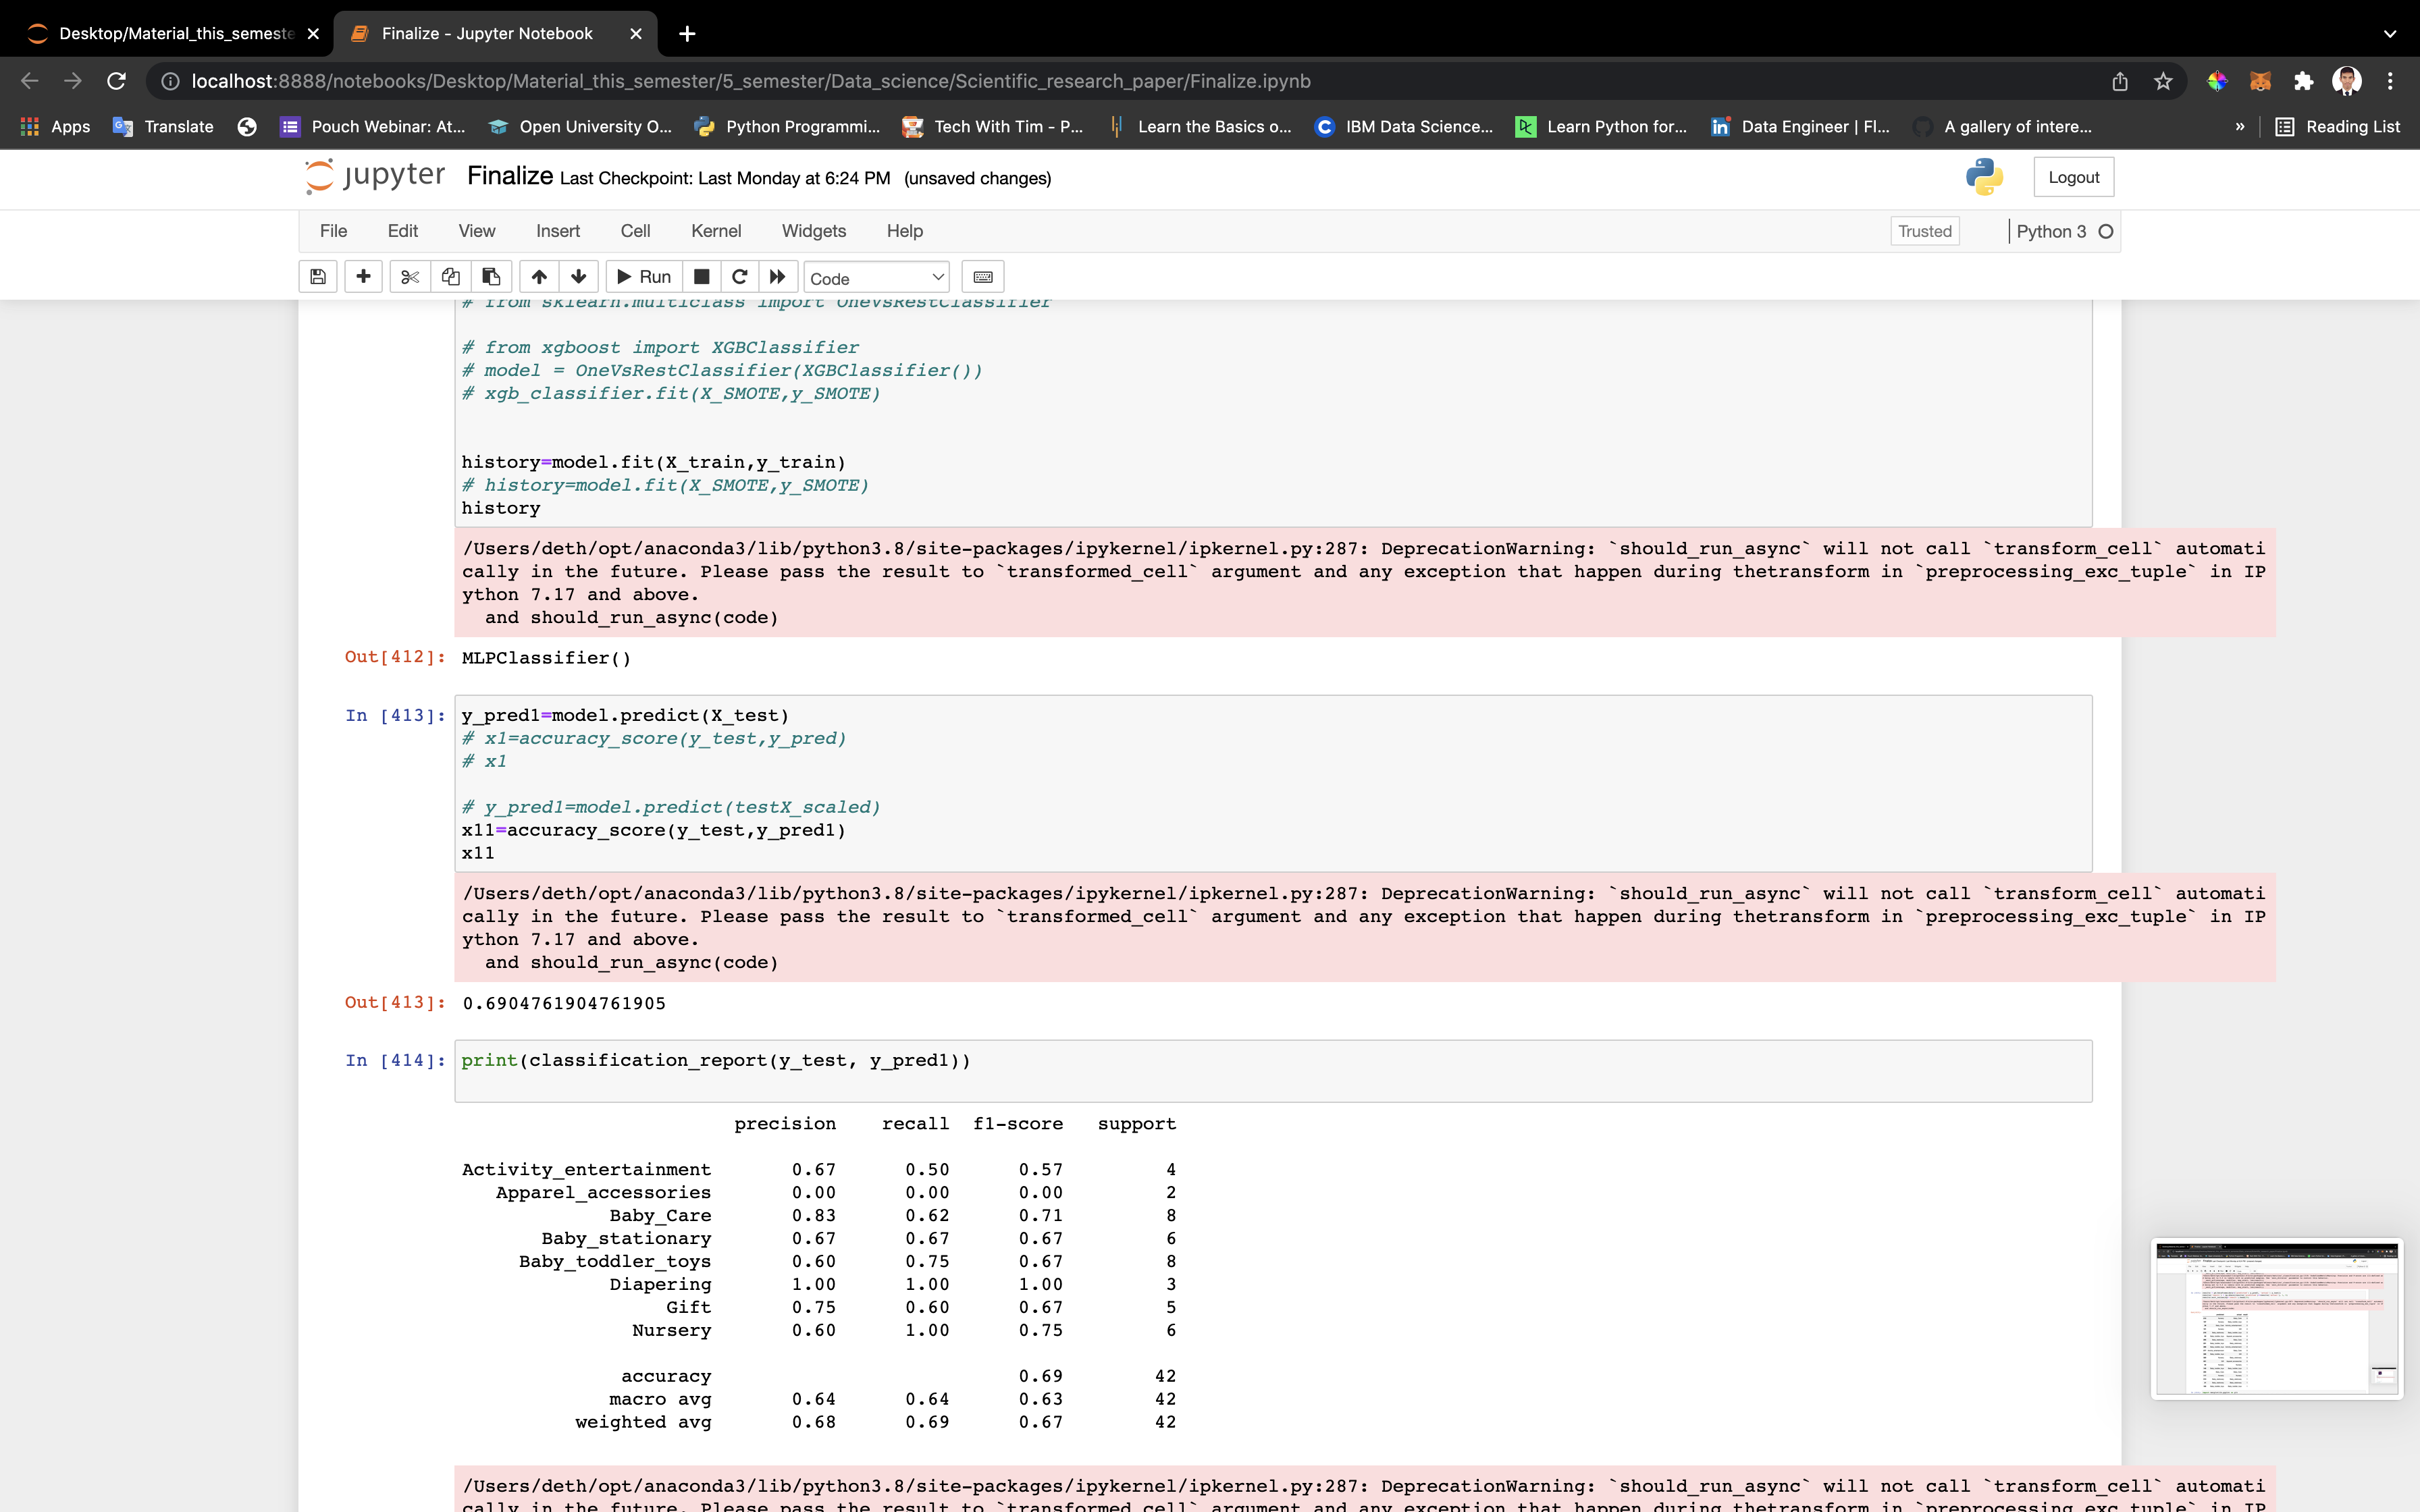 Desktop/Material_this_semeste
Finalize - Jupyter Notebook
localhost:8888/notebooks/Desktop/Material_this_semester/5_semester/Data_science/Scientific_research_paper/Finalize.ipynb
Apps Translate Pouch Webinar: At... Open University O... Python Programmi... Tech With Tim - P... Learn the Basics o... IBM Data Science... Learn Python for... Data Engineer | Fl... A gallery of intere... » Reading List
jupyter Finalize Last Checkpoint: Last Monday at 6:24 PM (unsaved changes)
Logout
File Edit View Insert Cell Kernel Widgets Help Trusted Python 3
Run Code
# from sklearn.multiclass import OneVsRestClassifier
# from xgboost import XGBClassifier
# model = OneVsRestClassifier(XGBClassifier())
# xgb_classifier.fit(X_SMOTE,y_SMOTE)
history=model.fit(X_train,y_train)
# history=model.fit(X_SMOTE,y_SMOTE)
history
/Users/deth/opt/anaconda3/lib/python3.8/site-packages/ipykernel/ipkernel.py:287: DeprecationWarning: `should_run_async` will not call `transform_cell` automati
cally in the future. Please pass the result to `transformed_cell` argument and any exception that happen during thetransform in `preprocessing_exc_tuple` in IP
ython 7.17 and above.
and should_run_async(code)
Out[412]: MLPClassifier()
In [413]: y_pred1=model.predict(X_test)
# x1=accuracy_score(y_test,y_pred)
# x1
# y_pred1=model.predict(testX_scaled)
x11=accuracy_score(y_test,y_pred1)
x11
/Users/deth/opt/anaconda3/lib/python3.8/site-packages/ipykernel/ipkernel.py:287: DeprecationWarning: `should_run_async` will not call `transform_cell` automati
cally in the future. Please pass the result to `transformed_cell` argument and any exception that happen during thetransform in `preprocessing_exc_tuple` in IP
ython 7.17 and above.
and should_run_async(code)
Out[413]: 0.6904761904761905
In [414]: print(classification_report(y_test, y_pred1))
precision recall f1-score support
Activity_entertainment 0.67 0.50 0.57 4
Apparel_accessories 0.00 0.00 0.00 2
Baby_Care 0.83 0.62 0.71 8
Baby_stationary 0.67 0.67 0.67 6
Baby_toddler_toys 0.60 0.75 0.67 8
Diapering 1.00 1.00 1.00 3
Gift 0.75 0.60 0.67 5
Nursery 0.60 1.00 0.75 6
accuracy 0.69 42
macro avg 0.64 0.64 0.63 42
weighted avg 0.68 0.69 0.67 42
/Users/deth/opt/anaconda3/lib/python3.8/site-packages/ipykernel/ipkernel.py:287: DeprecationWarning: `should_run_async` will not call `transform_cell` automati
cally in the future. Please pass the result to `transformed_cell` argument and any exception that happen during thetransform in `preprocessing_exc_tuple` in IP